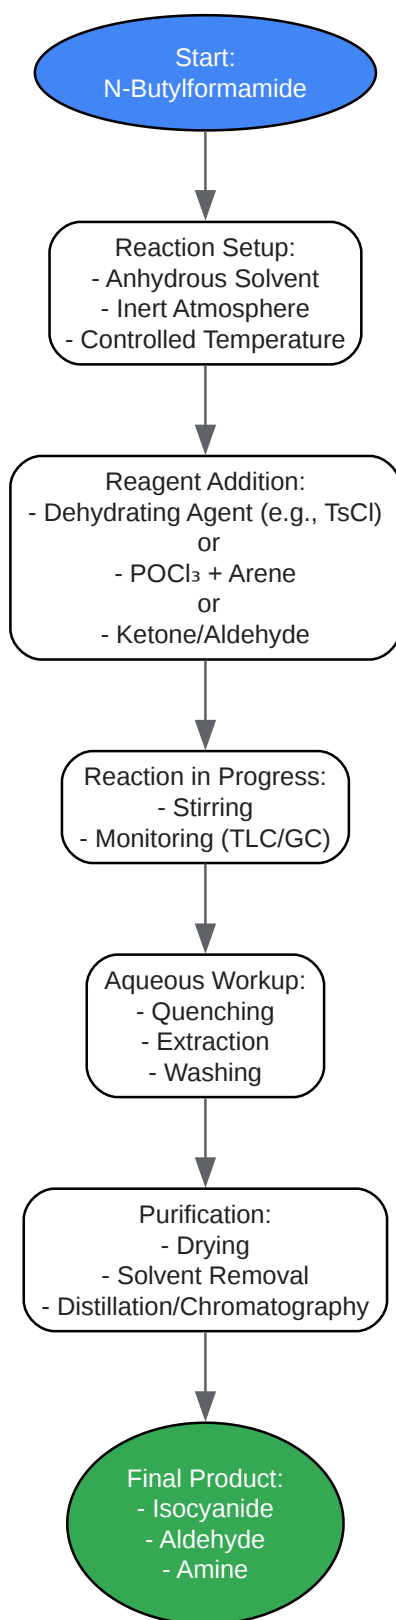 Start:
N-Butylformamide
Reaction Setup:
- Anhydrous Solvent
- Inert Atmosphere
- Controlled Temperature
Reagent Addition:
- Dehydrating Agent (e.g., TsCl)
or
- POCl₃ + Arene
or
- Ketone/Aldehyde
Reaction in Progress:
- Stirring
- Monitoring (TLC/GC)
Aqueous Workup:
- Quenching
- Extraction
- Washing
Purification:
- Drying
- Solvent Removal
- Distillation/Chromatography
Final Product:
- Isocyanide
- Aldehyde
- Amine